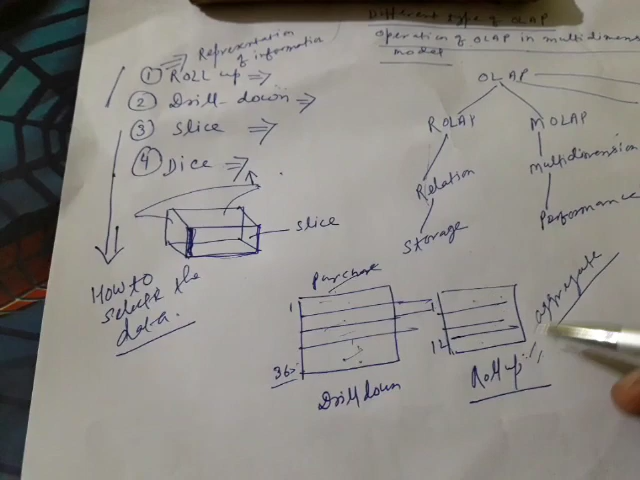 Different type of OLAP
operation of OLAP in multidimens
model
⇒ Representation
of information
① ROLL up ⇒
② Drill-down ⇒
③ Slice ⇒
④ Dice ⇒
slice
How to
select the
data.
OLAP
ROLAP
MOLAP
Relation
Multidimension
Storage
Performance
Purchase
1
365
Drill down
1
12
Roll up
aggregate